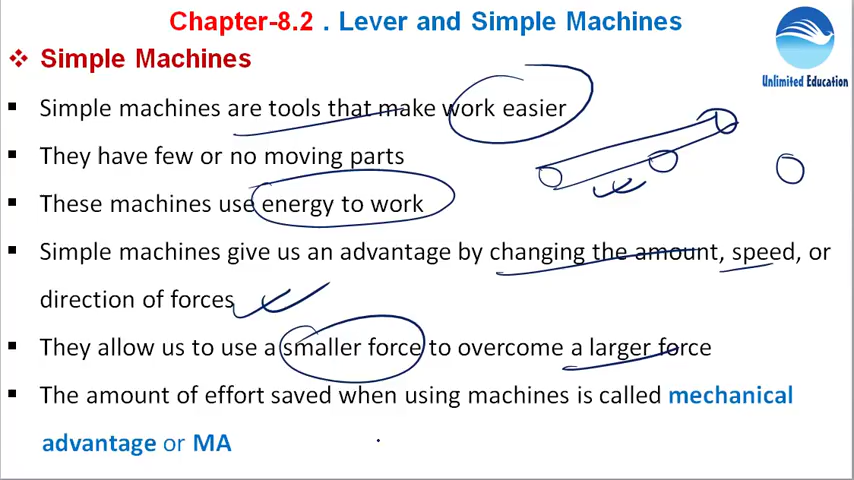 Chapter-8.2 . Lever and Simple Machines
❖ Simple Machines
▪ Simple machines are tools that make work easier
▪ They have few or no moving parts
▪ These machines use energy to work
▪ Simple machines give us an advantage by changing the amount, speed, or
direction of forces
▪ They allow us to use a smaller force to overcome a larger force
▪ The amount of effort saved when using machines is called mechanical
advantage or MA
Unlimited Education